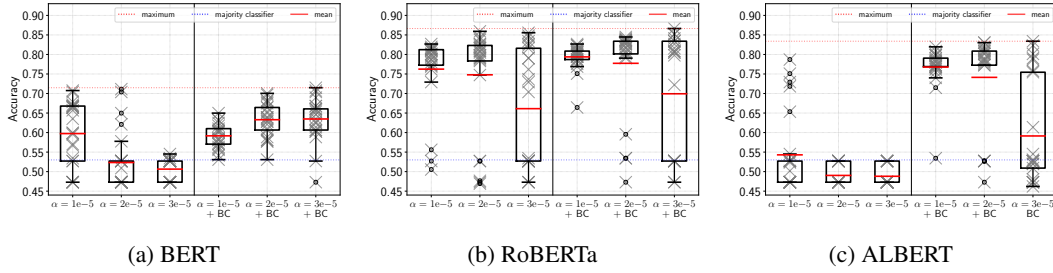 maximum majority classifier mean
Accuracy
0.85
0.80
0.75
0.70
0.65
0.60
0.55
0.50
0.45
α = 1e-5 α = 2e-5 α = 3e-5 α = 1e-5 + BC α = 2e-5 + BC α = 3e-5 + BC
(a) BERT
maximum majority classifier mean
Accuracy
0.85
0.80
0.75
0.70
0.65
0.60
0.55
0.50
0.45
α = 1e-5 α = 2e-5 α = 3e-5 α = 1e-5 + BC α = 2e-5 + BC α = 3e-5 + BC
(b) RoBERTa
maximum majority classifier mean
Accuracy
0.85
0.80
0.75
0.70
0.65
0.60
0.55
0.50
0.45
α = 1e-5 α = 2e-5 α = 3e-5 α = 1e-5 + BC α = 2e-5 + BC α = 3e-5 BC
(c) ALBERT